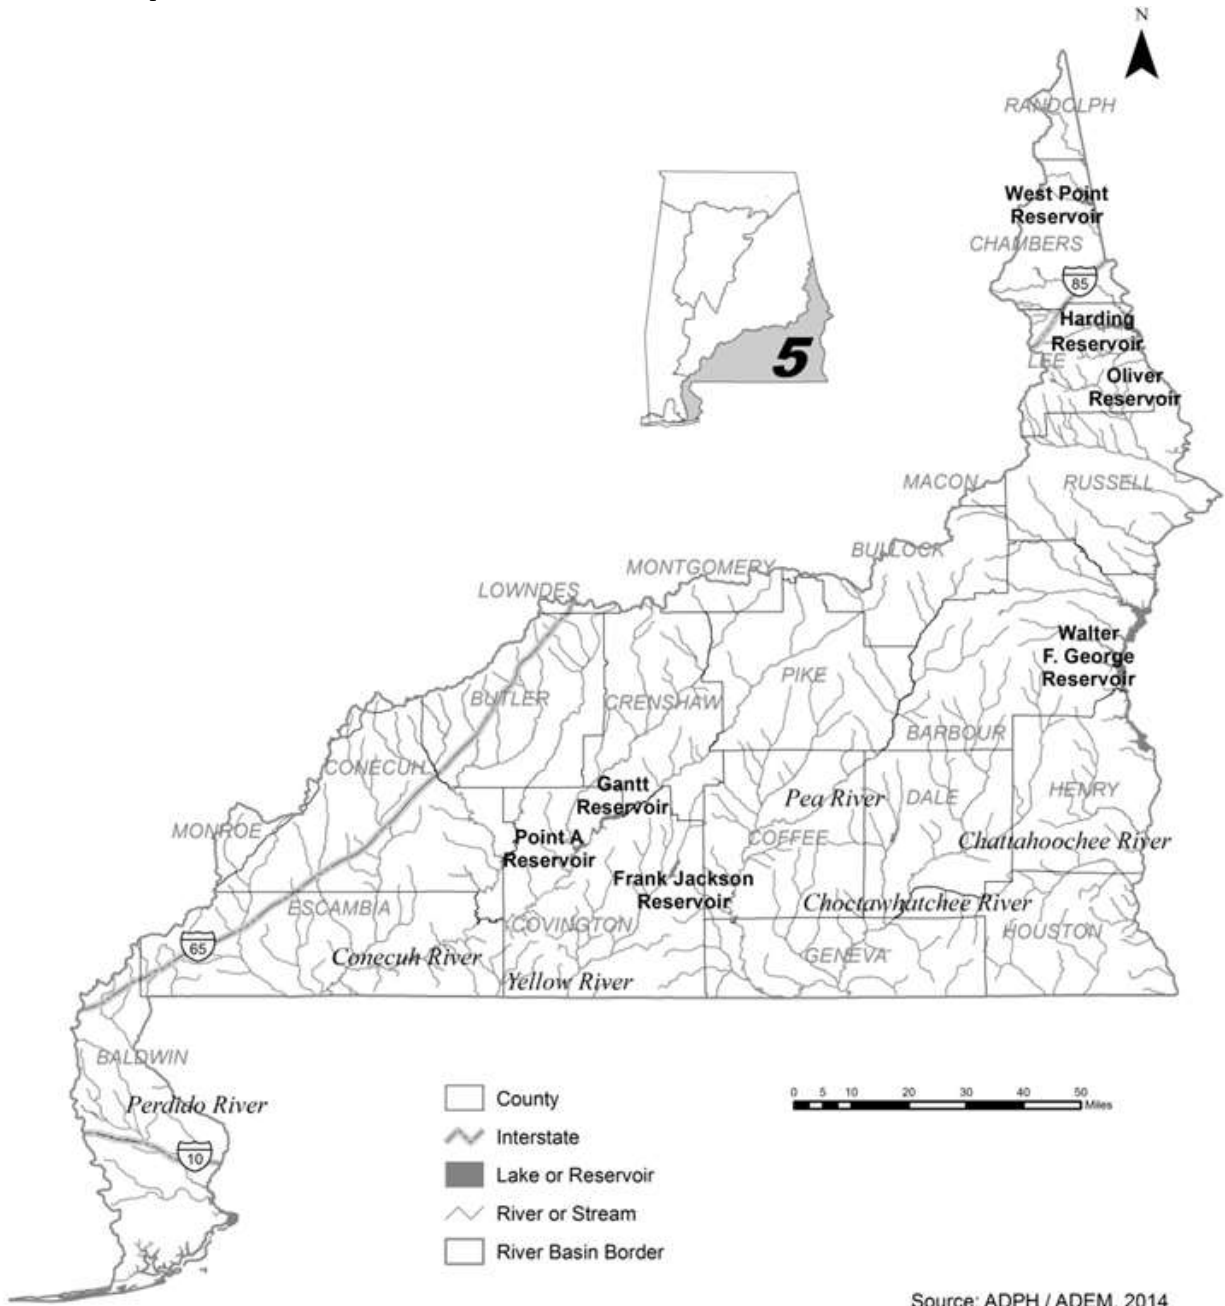 N
RANDOLPH
West Point
Reservoir
CHAMBERS
85
Harding
Reservoir
LEE
Oliver
Reservoir
5
MACON
RUSSELL
BULLOCK
MONTGOMERY
LOWNDES
Walter
F. George
Reservoir
PIKE
BUTLER
CRENSHAW
BARBOUR
CONECUH
Gantt
Reservoir
Pea River
DALE
HENRY
MONROE
Point A
Reservoir
COFFEE
Chattahoochee River
Frank Jackson
Reservoir
Choctawhatchee River
ESCAMBIA
COVINGTON
HOUSTON
65
Conecuh River
GENEVA
Yellow River
BALDWIN
Perdido River
10
County
Interstate
Lake or Reservoir
River or Stream
River Basin Border
0 5 10 20 30 40 50
Miles
Source: ADPH / ADEM, 2014